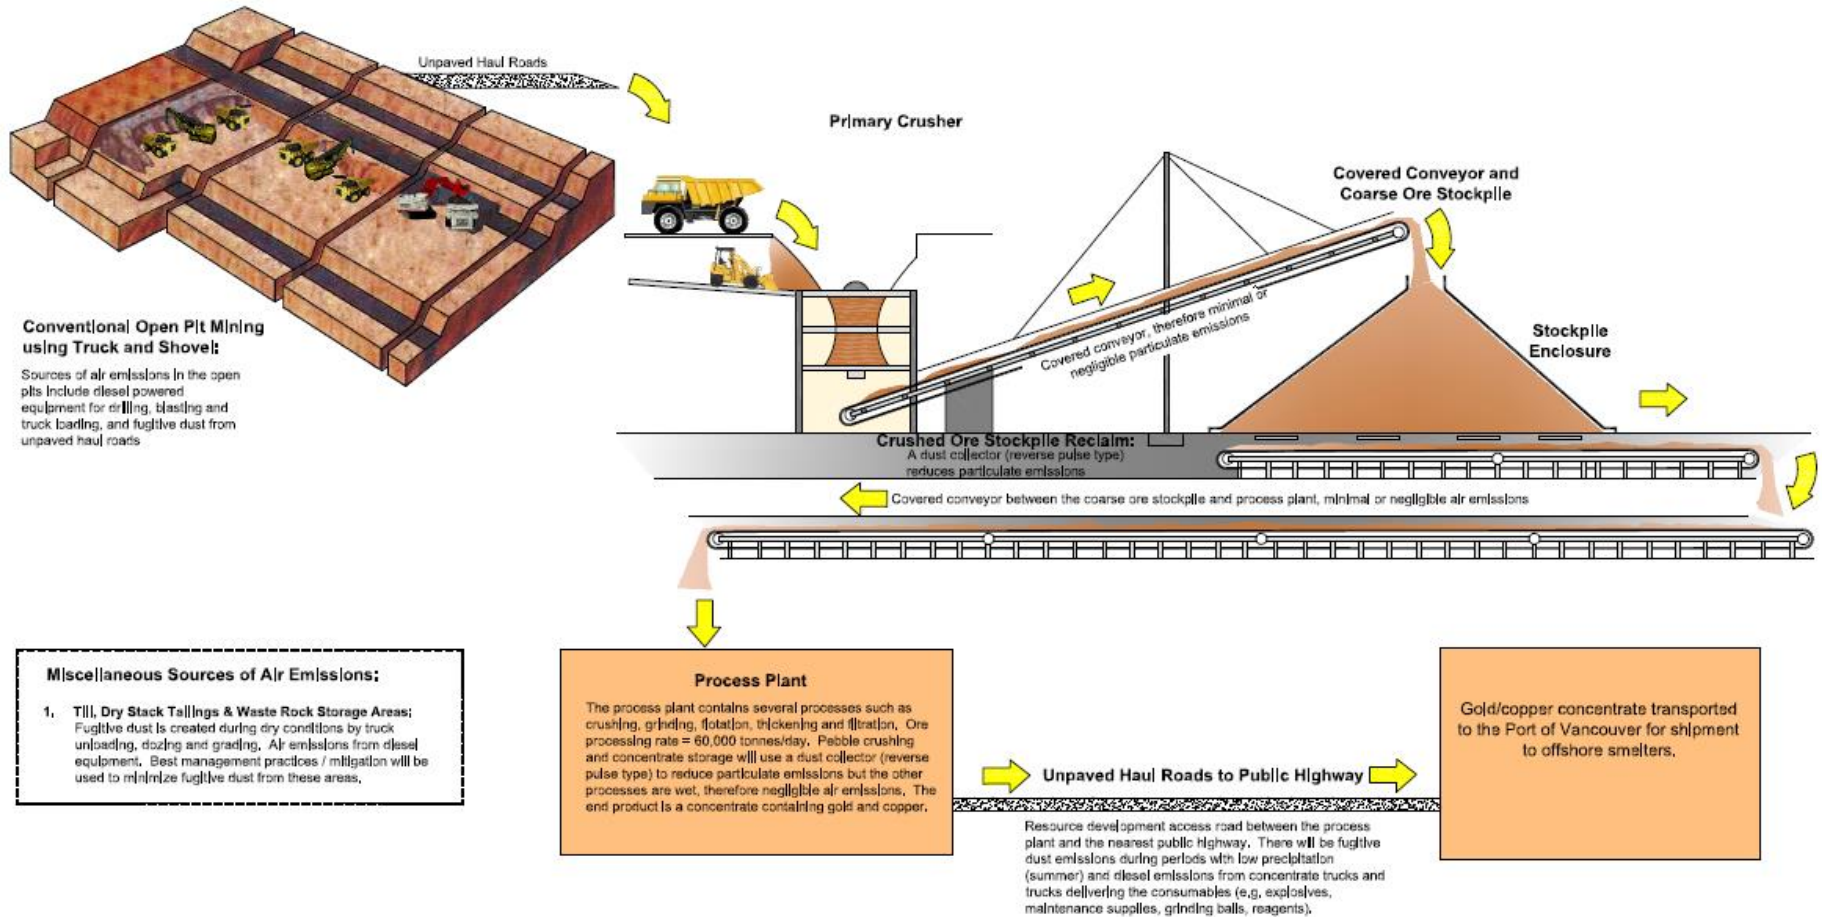 Unpaved Haul Roads
Primary Crusher
Covered Conveyor and
Coarse Ore Stockpile
Covered conveyor, therefore minimal or
negligible particulate emissions
Stockpile
Enclosure
Conventional Open Pit Mining
using Truck and Shovel:
Sources of air emissions in the open
pits include diesel powered
equipment for drilling, blasting and
truck loading, and fugitive dust from
unpaved haul roads
Crushed Ore Stockpile Reclaim:
A dust collector (reverse pulse type)
reduces particulate emissions
Covered conveyor between the coarse ore stockpile and process plant, minimal or negligible air emissions
Miscellaneous Sources of Air Emissions:
1. Till, Dry Stack Tailings & Waste Rock Storage Areas:
Fugitive dust is created during dry conditions by truck
unloading, dozing and grading. Air emissions from diesel
equipment. Best management practices / mitigation will be
used to minimize fugitive dust from these areas.
Process Plant
The process plant contains several processes such as
crushing, grinding, flotation, thickening and filtration. Ore
processing rate = 60,000 tonnes/day. Pebble crushing
and concentrate storage will use a dust collector (reverse
pulse type) to reduce particulate emissions but the other
processes are wet, therefore negligible air emissions. The
end product is a concentrate containing gold and copper.
Unpaved Haul Roads to Public Highway
Resource development access road between the process
plant and the nearest public highway. There will be fugitive
dust emissions during periods with low precipitation
(summer) and diesel emissions from concentrate trucks and
trucks delivering the consumables (e.g. explosives,
maintenance supplies, grinding balls, reagents).
Gold/copper concentrate transported
to the Port of Vancouver for shipment
to offshore smelters.